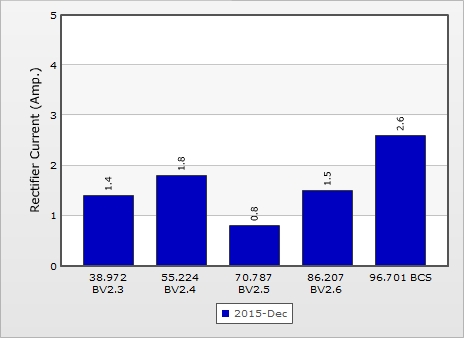 5
4
3
2
1
0
Rectifier Current (Amp.)
1.4
1.8
0.8
1.5
2.6
38.972
BV2.3
55.224
BV2.4
70.787
BV2.5
86.207
BV2.6
96.701 BCS
2015-Dec